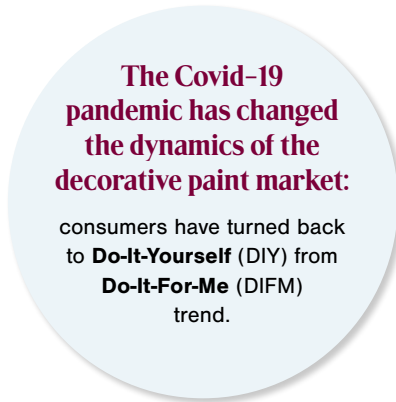 The Covid-19
pandemic has changed
the dynamics of the
decorative paint market:
consumers have turned back
to Do-It-Yourself (DIY) from
Do-It-For-Me (DIFM)
trend.